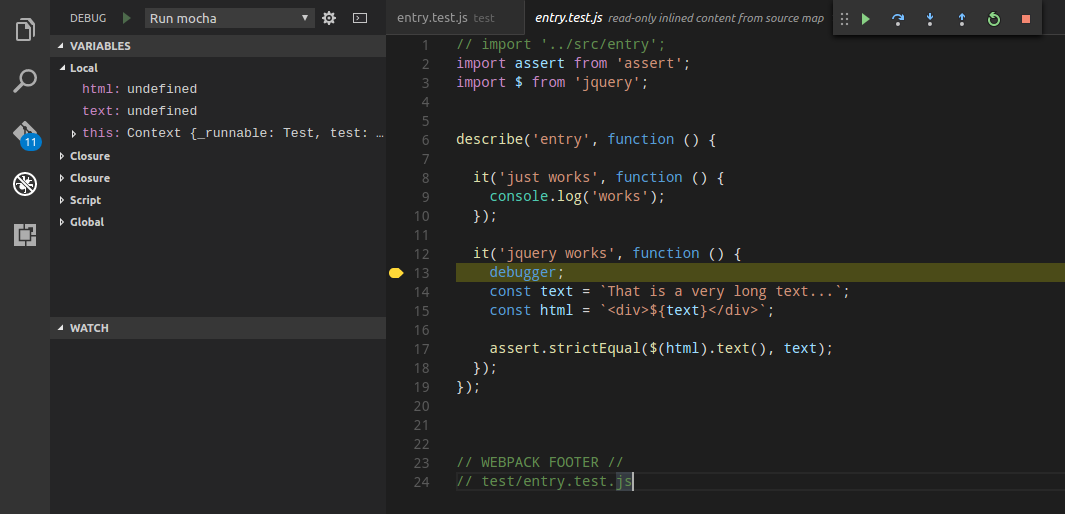 DEBUG Run mocha
VARIABLES
Local
html: undefined
text: undefined
this: Context {_runnable: Test, test: …
Closure
Closure
Script
Global
11
WATCH
entry.test.js test
entry.test.js read-only inlined content from source map
1 // import '../src/entry';
2 import assert from 'assert';
3 import $ from 'jquery';
4
5
6 describe('entry', function () {
7
8 it('just works', function () {
9 console.log('works');
10 });
11
12 it('jquery works', function () {
13 debugger;
14 const text = `That is a very long text...`;
15 const html = `<div>${text}</div>`;
16
17 assert.strictEqual($(html).text(), text);
18 });
19 });
20
21
22
23 // WEBPACK FOOTER //
24 // test/entry.test.js